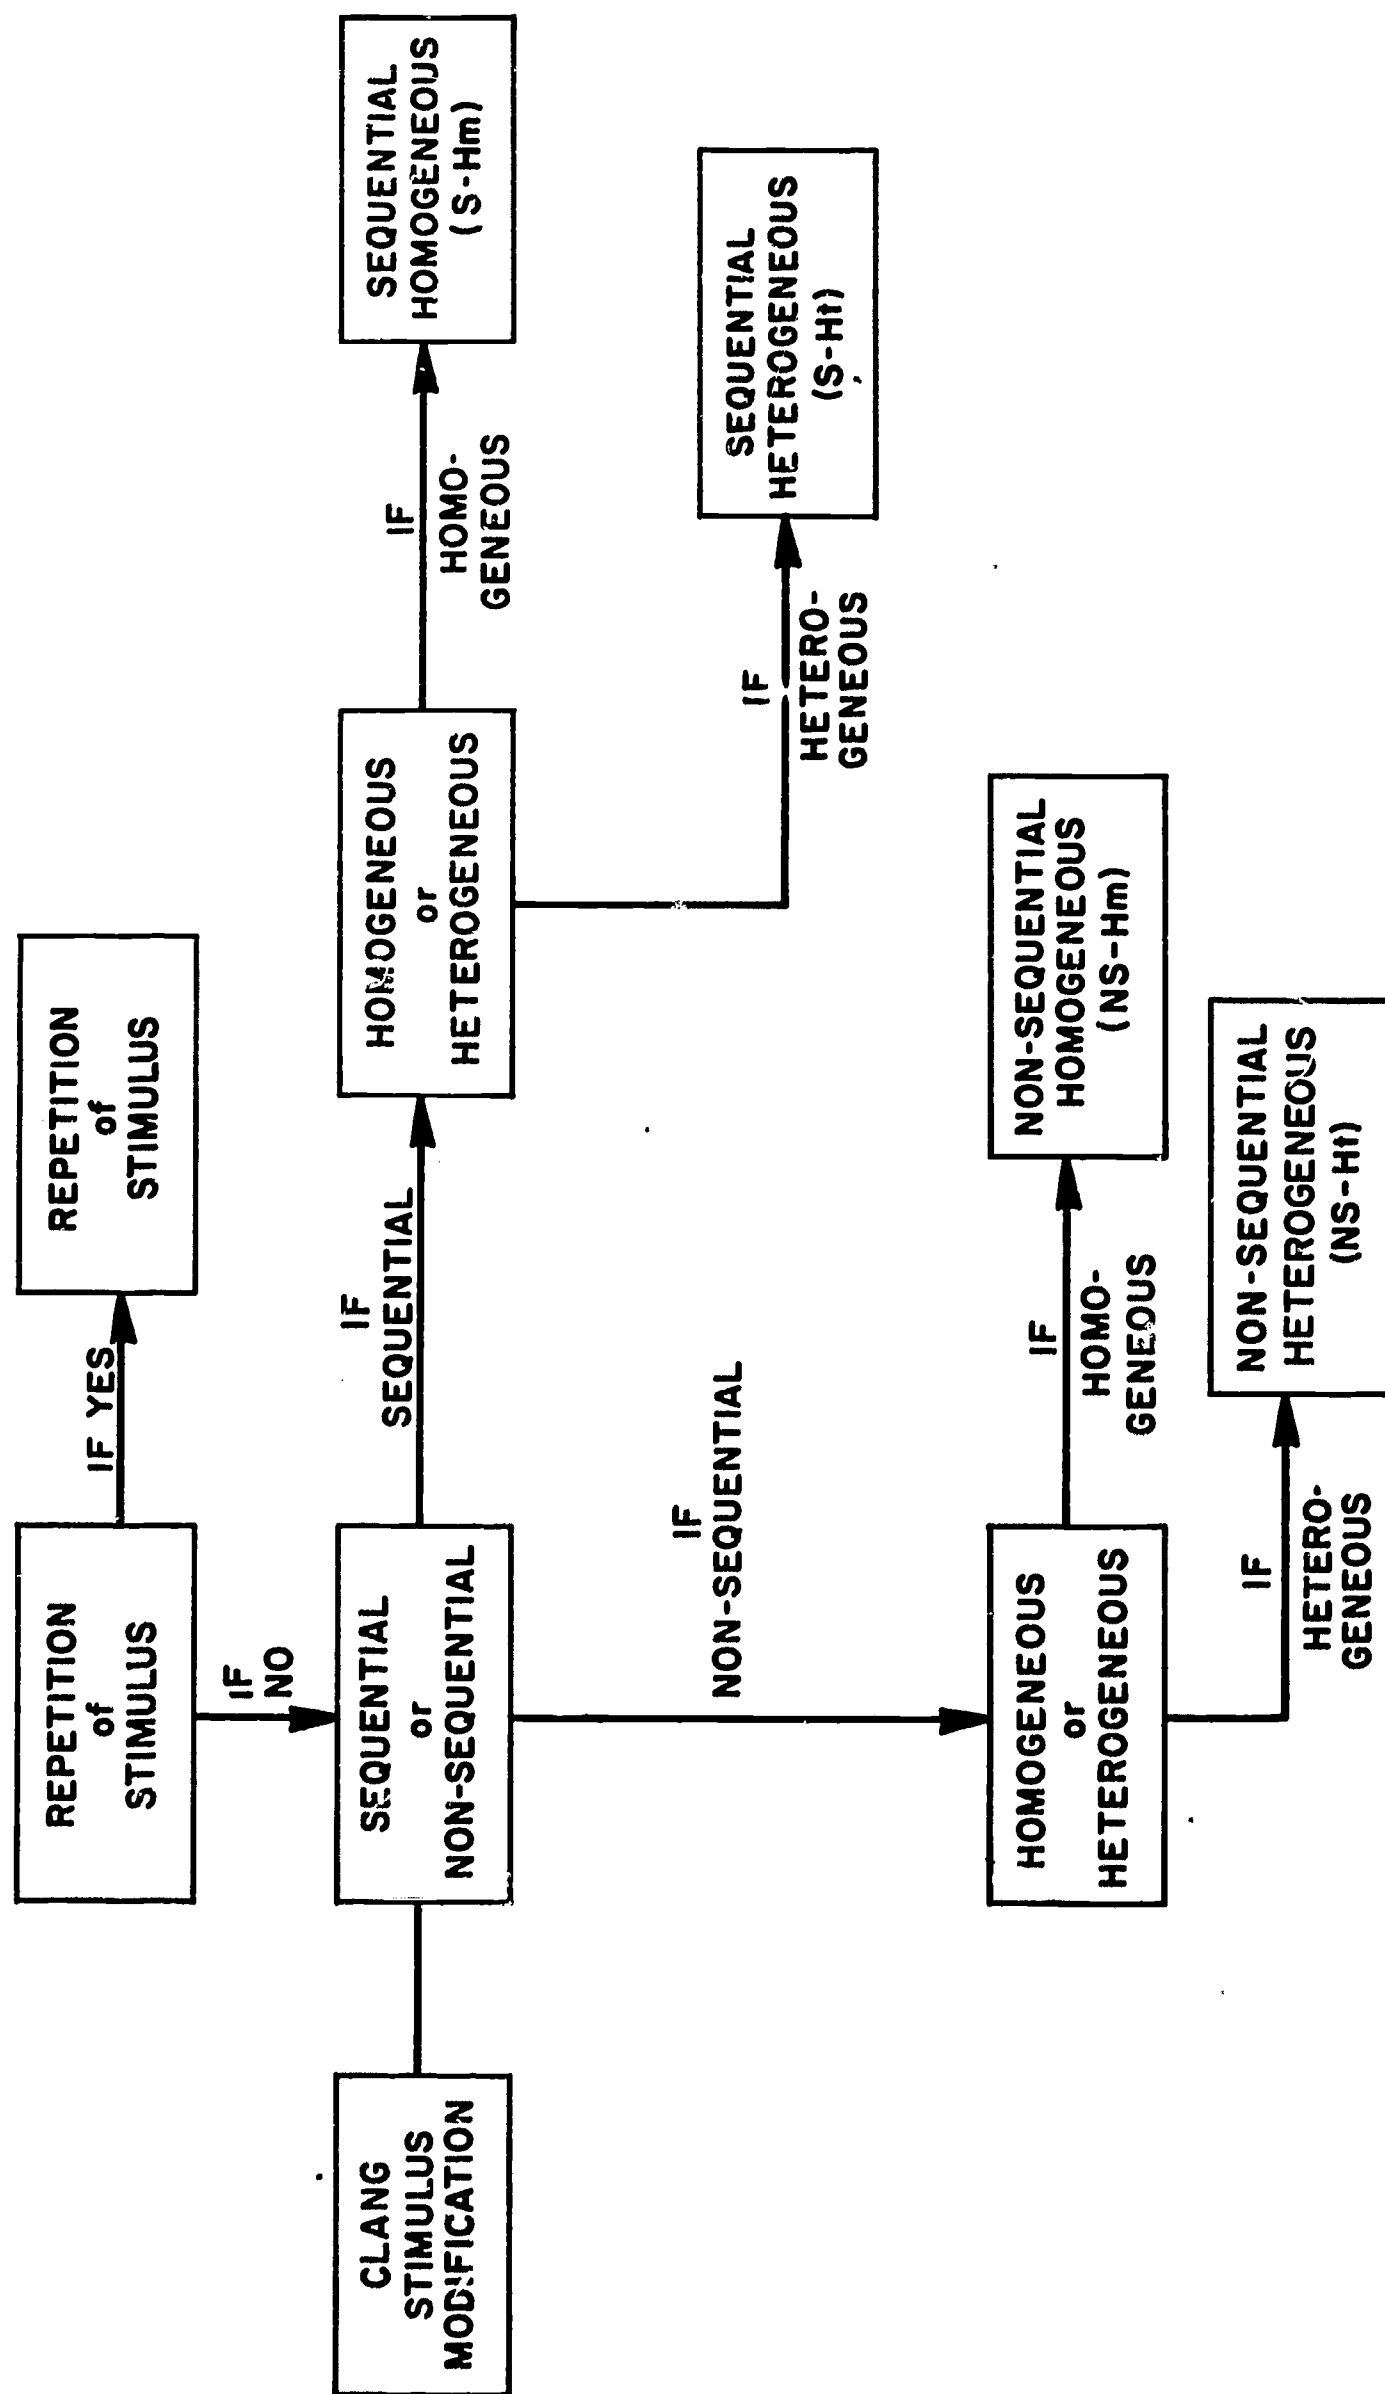 REPETITION
of
STIMULUS
IF YES
REPETITION
of
STIMULUS
IF
NO
CLANG
STIMULUS
MODIFICATION
SEQUENTIAL
or
NON-SEQUENTIAL
IF
SEQUENTIAL
HOMOGENEOUS
or
HETEROGENEOUS
IF
HOMO-
GENEOUS
SEQUENTIAL
HOMOGENEOUS
(S-Hm)
IF
HETERO-
GENEOUS
SEQUENTIAL
HETEROGENEOUS
(S-Ht)
IF
NON-SEQUENTIAL
HOMOGENEOUS
or
HETEROGENEOUS
IF
HOMO-
GENEOUS
NON-SEQUENTIAL
HOMOGENEOUS
(NS-Hm)
IF
HETERO-
GENEOUS
NON-SEQUENTIAL
HETEROGENEOUS
(NS-Ht)